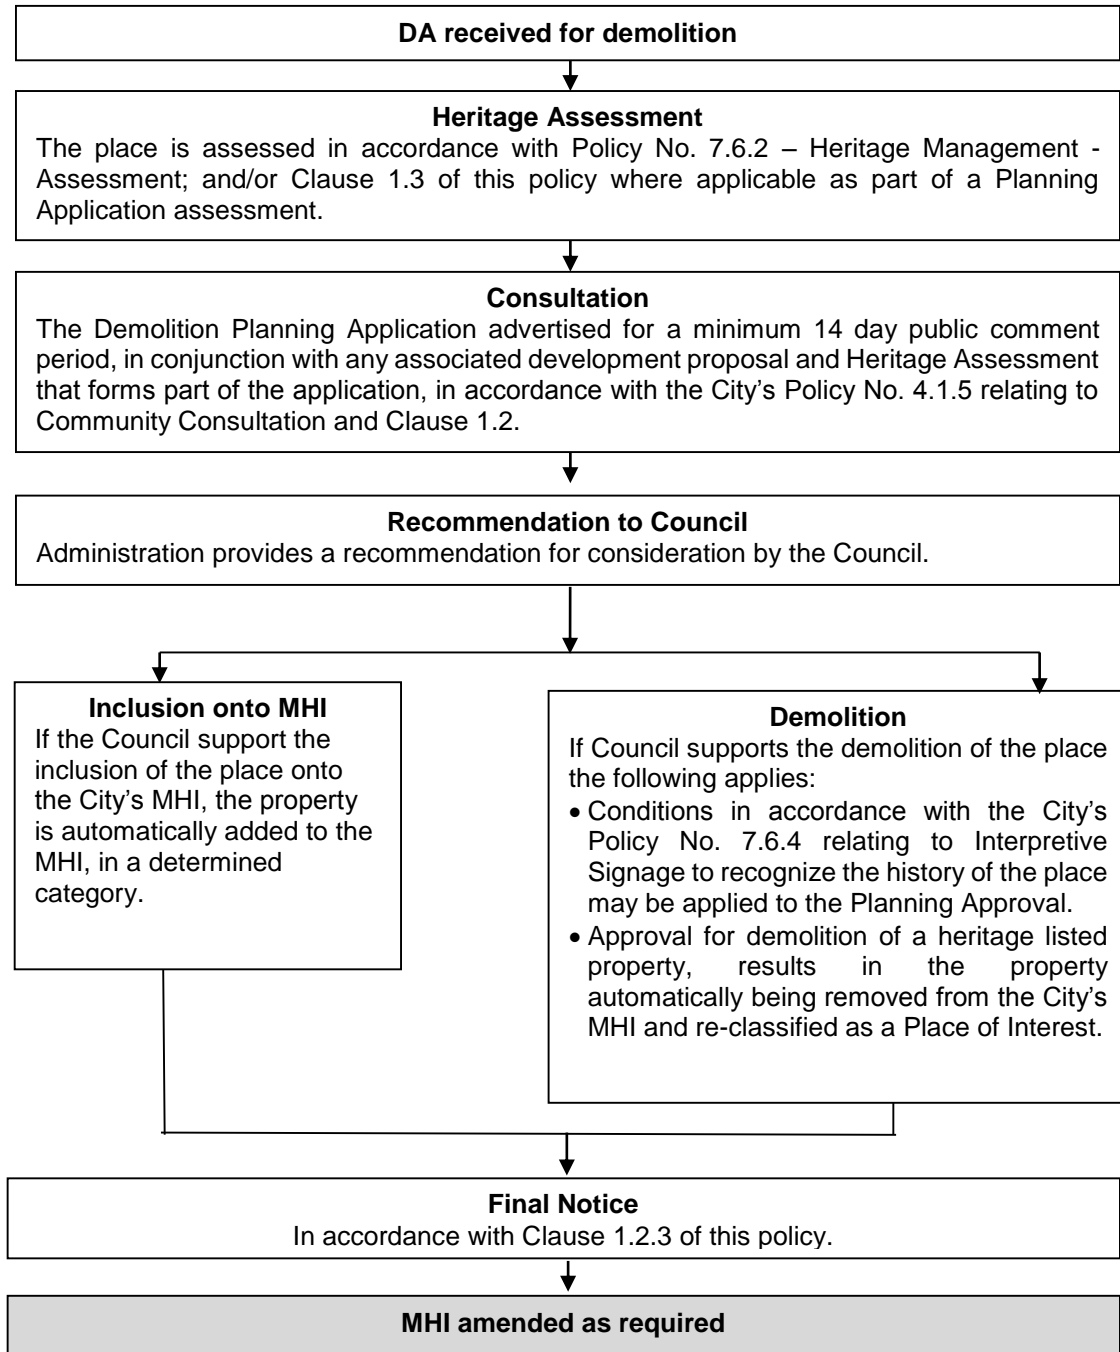 DA received for demolition
Heritage Assessment
The place is assessed in accordance with Policy No. 7.6.2 – Heritage Management -
Assessment; and/or Clause 1.3 of this policy where applicable as part of a Planning
Application assessment.
Consultation
The Demolition Planning Application advertised for a minimum 14 day public comment
period, in conjunction with any associated development proposal and Heritage Assessment
that forms part of the application, in accordance with the City's Policy No. 4.1.5 relating to
Community Consultation and Clause 1.2.
Recommendation to Council
Administration provides a recommendation for consideration by the Council.
Inclusion onto MHI
If the Council support the
inclusion of the place onto
the City's MHI, the property
is automatically added to the
MHI, in a determined
category.
Demolition
If Council supports the demolition of the place
the following applies:
• Conditions in accordance with the City's
Policy No. 7.6.4 relating to Interpretive
Signage to recognize the history of the place
may be applied to the Planning Approval.
• Approval for demolition of a heritage listed
property, results in the property
automatically being removed from the City's
MHI and re-classified as a Place of Interest.
Final Notice
In accordance with Clause 1.2.3 of this policy.
MHI amended as required